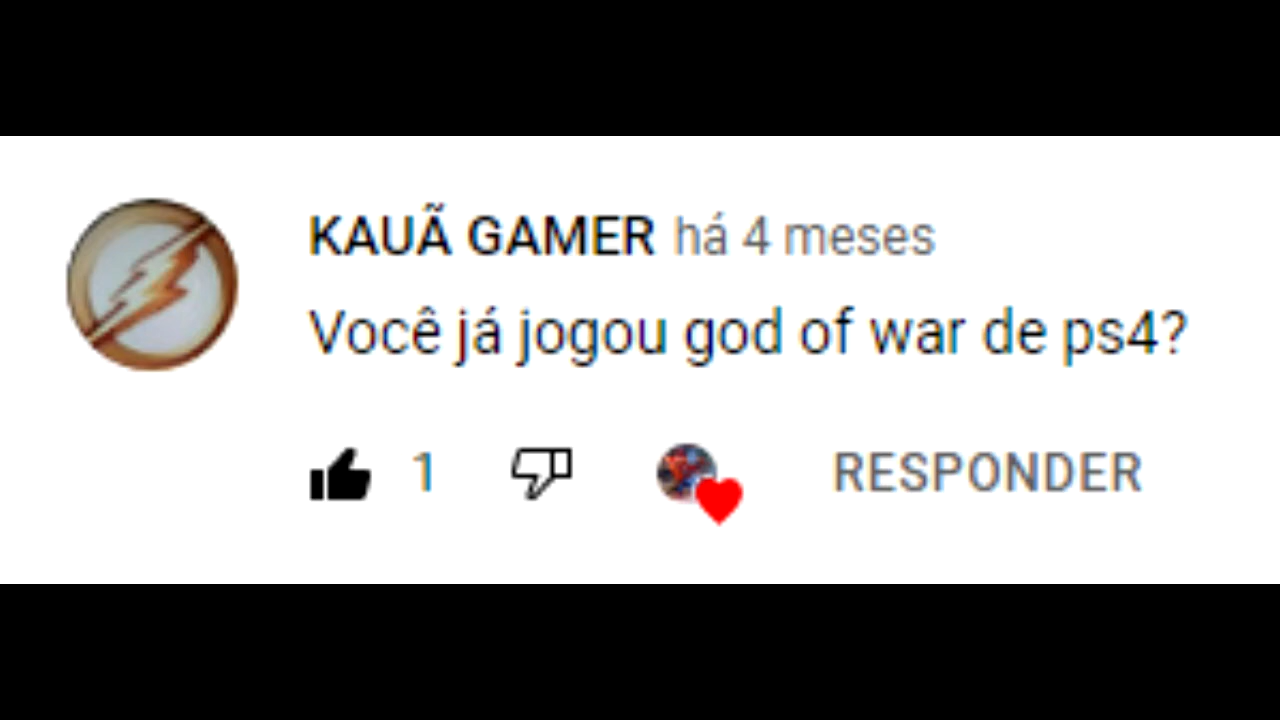 KAUÃ GAMER há 4 meses
Você já jogou god of war de ps4?
1 RESPONDER